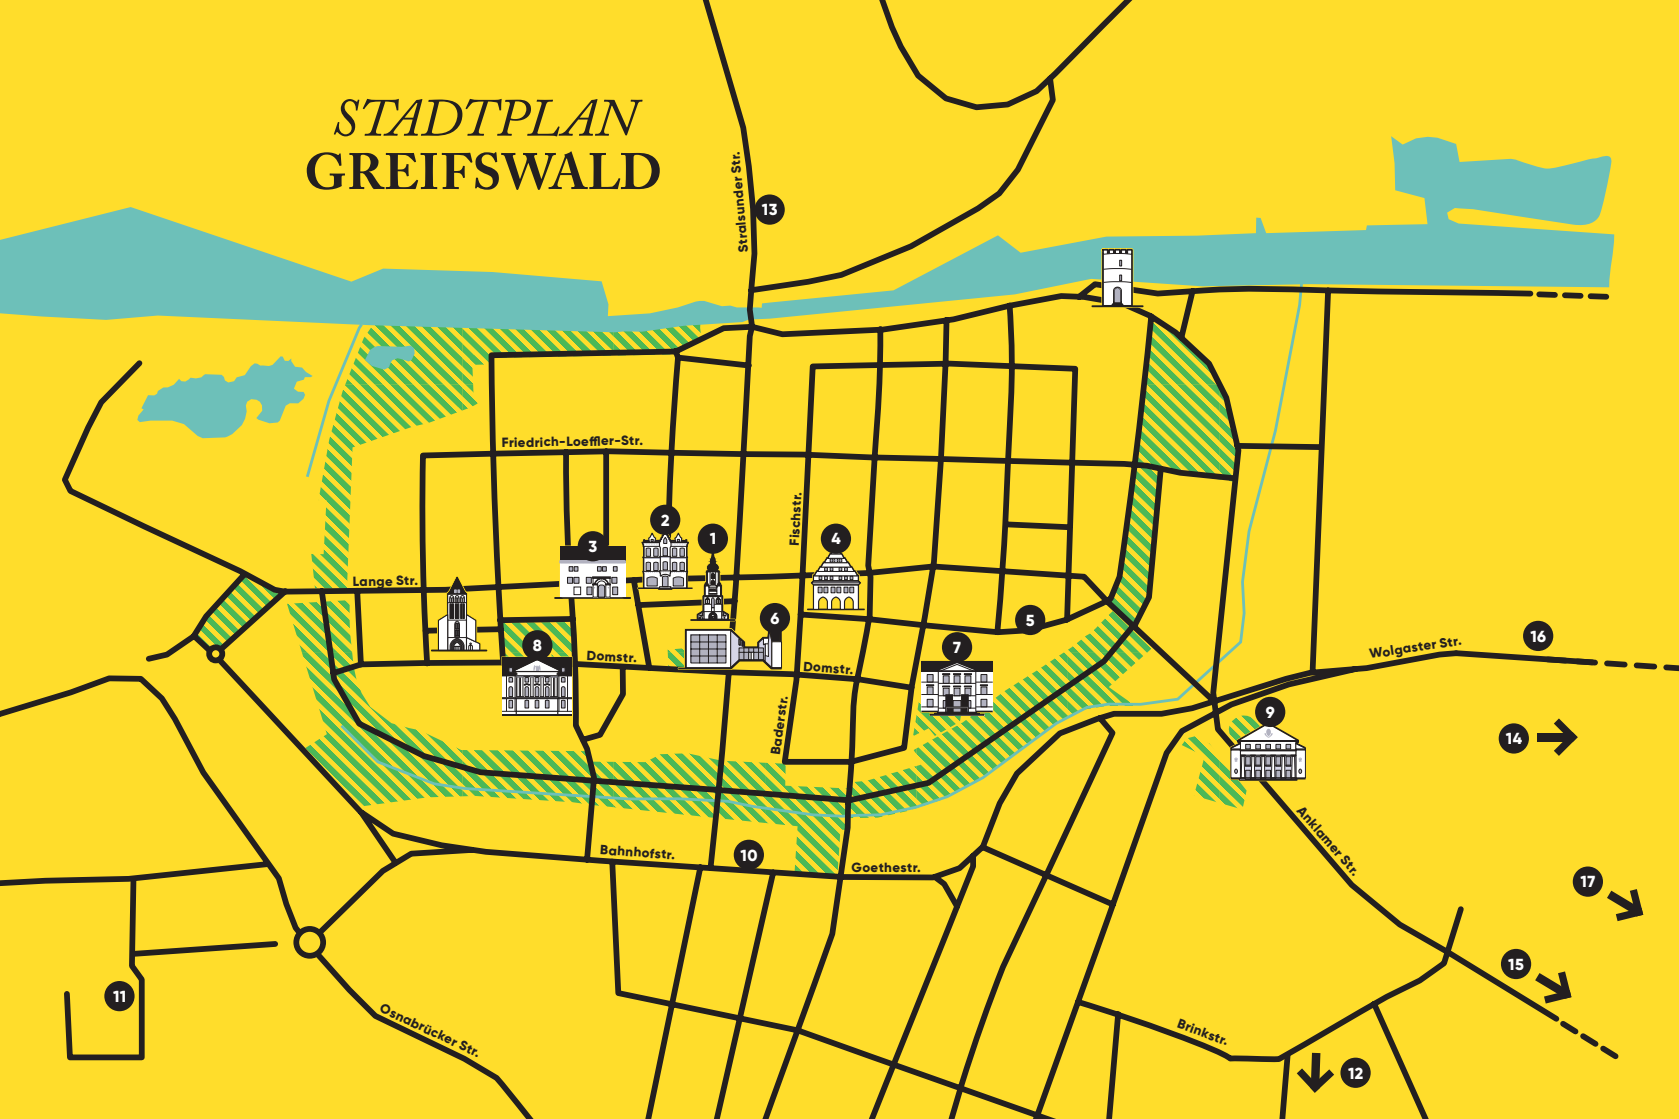 STADTPLAN
GREIFSWALD
Stralsunder Str.
13
Friedrich-Loeffler-Str.
Fischstr.
2
1
3
4
Lange Str.
6
5
8
7
Domstr.
Domstr.
Wolgaster Str.
16
Baderstr.
9
14
Bahnhofstr.
10
Goethestr.
Anklamer Str.
17
15
11
Osnabrücker Str.
Brinkstr.
12